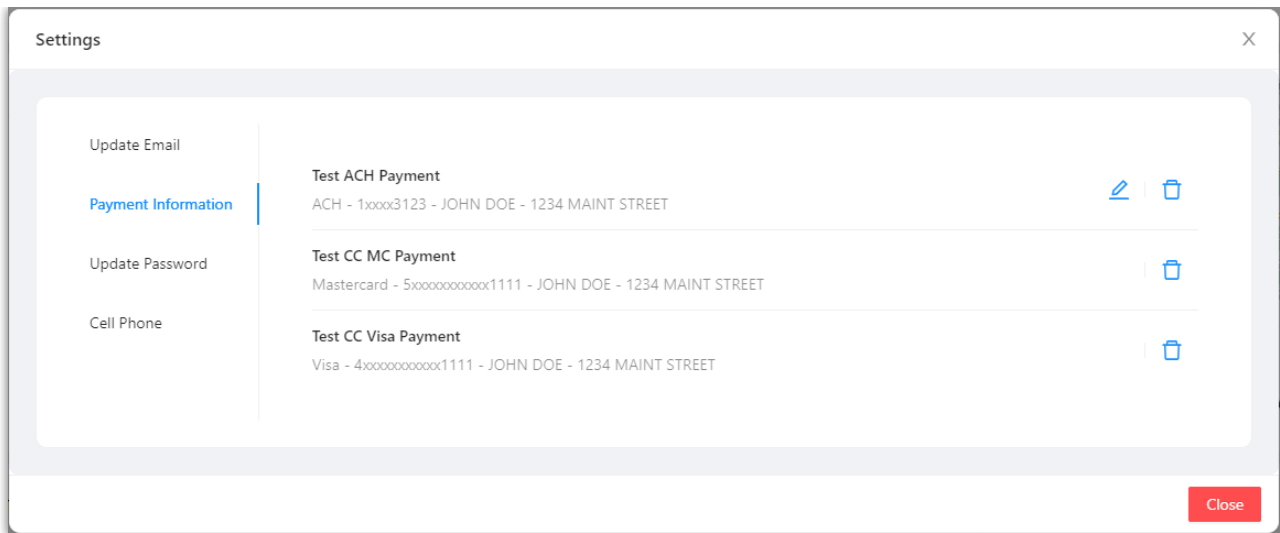 Settings
Update Email
Payment Information
Update Password
Cell Phone
Test ACH Payment
ACH - 1xxxx3123 - JOHN DOE - 1234 MAINT STREET
Test CC MC Payment
Mastercard - 5xxxxxxxxxxx1111 - JOHN DOE - 1234 MAINT STREET
Test CC Visa Payment
Visa - 4xxxxxxxxxxx1111 - JOHN DOE - 1234 MAINT STREET
Close